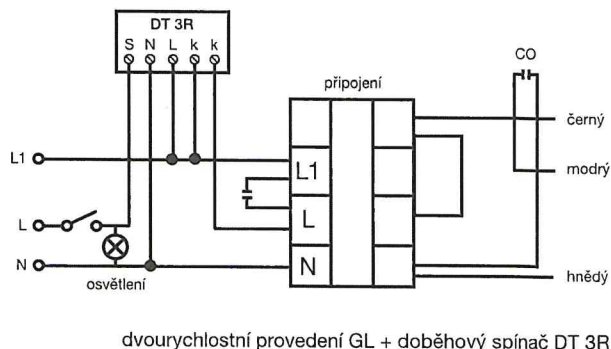 DT 3R
S N L k k
CO
připojení
černý
L1
L1
modrý
L
L
N
N
osvětlení
hnědý
dvourychlostní provedení GL + doběhový spínač DT 3R